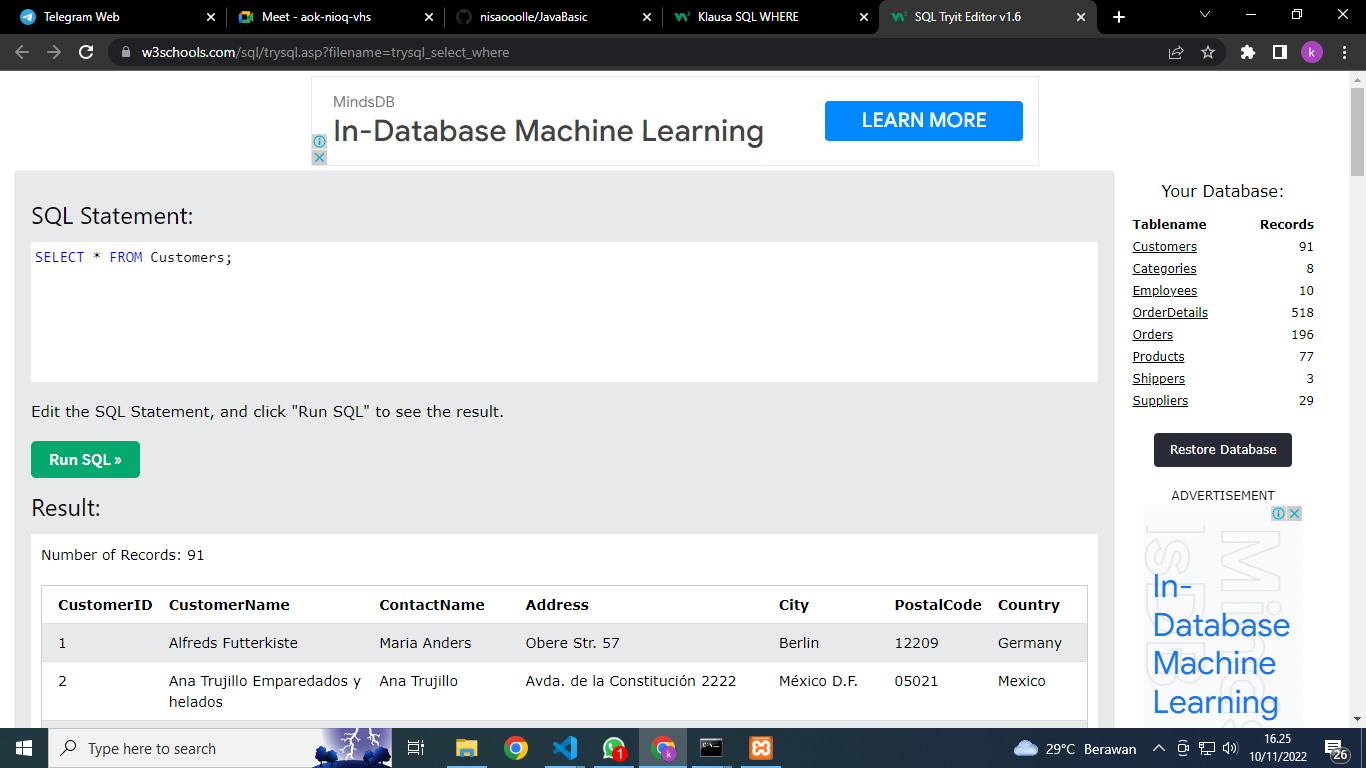 Telegram Web
Meet - aok-nioq-vhs
nisaooolle/JavaBasic
Klausa SQL WHERE
SQL Tryit Editor v1.6
w3schools.com/sql/trysql.asp?filename=trysql_select_where
k
MindsDB
In-Database Machine Learning
LEARN MORE
SQL Statement:
SELECT * FROM Customers;
Edit the SQL Statement, and click "Run SQL" to see the result.
Run SQL »
Result:
Number of Records: 91
CustomerID CustomerName ContactName Address City PostalCode Country
1 Alfreds Futterkiste Maria Anders Obere Str. 57 Berlin 12209 Germany
2 Ana Trujillo Emparedados y helados Ana Trujillo Avda. de la Constitución 2222 México D.F. 05021 Mexico
Your Database:
Tablename Records
Customers 91
Categories 8
Employees 10
OrderDetails 518
Orders 196
Products 77
Shippers 3
Suppliers 29
Restore Database
ADVERTISEMENT
MindsDB
In-
Database
Machine
Learning
Type here to search
1
k
29°C Berawan
16.25
10/11/2022
26